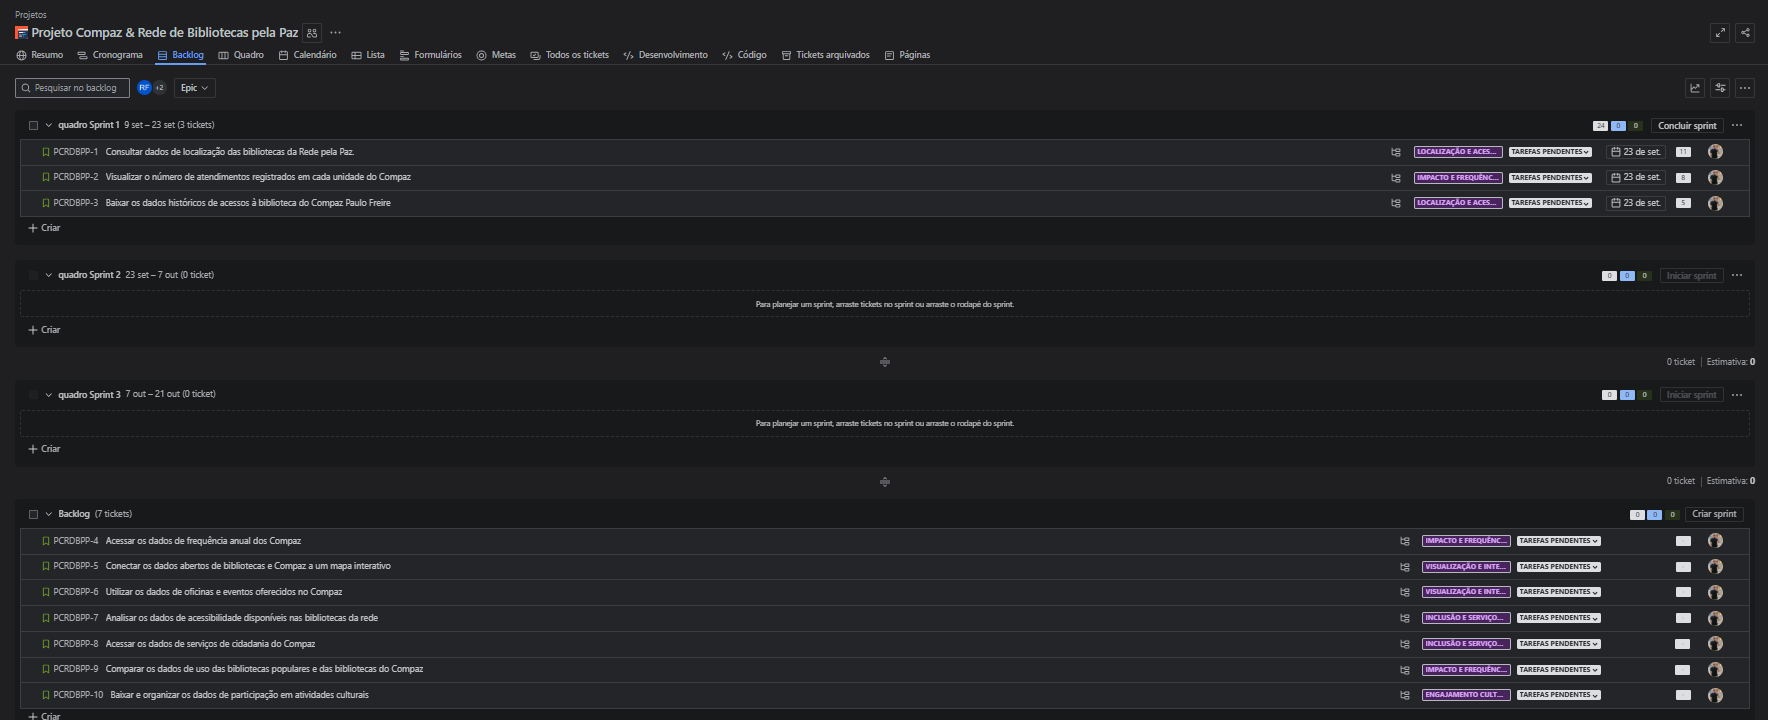 Projetos
Projeto Compaz & Rede de Bibliotecas pela Paz
Resumo Cronograma Backlog Quadro Calendário Lista Formulários Metas Todos os tickets Desenvolvimento Código Tickets arquivados Páginas
Pesquisar no backlog RF +2 Epic
quadro Sprint 1 9 set – 23 set (3 tickets) 24 0 0 Concluir sprint
PCRDBPP-1 Consultar dados de localização das bibliotecas da Rede pela Paz. LOCALIZAÇÃO E ACES... TAREFAS PENDENTES 23 de set. 11
PCRDBPP-2 Visualizar o número de atendimentos registrados em cada unidade do Compaz IMPACTO E FREQUÊNC... TAREFAS PENDENTES 23 de set. 8
PCRDBPP-3 Baixar os dados históricos de acessos à biblioteca do Compaz Paulo Freire LOCALIZAÇÃO E ACES... TAREFAS PENDENTES 23 de set. 5
Criar
quadro Sprint 2 23 set – 7 out (0 ticket) 0 0 0 Iniciar sprint
Para planejar um sprint, arraste tickets no sprint ou arraste o rodapé do sprint.
Criar
0 ticket | Estimativa: 0
quadro Sprint 3 7 out – 21 out (0 ticket) 0 0 0 Iniciar sprint
Para planejar um sprint, arraste tickets no sprint ou arraste o rodapé do sprint.
Criar
0 ticket | Estimativa: 0
Backlog (7 tickets) 0 0 0 Criar sprint
PCRDBPP-4 Acessar os dados de frequência anual dos Compaz IMPACTO E FREQUÊNC... TAREFAS PENDENTES
PCRDBPP-5 Conectar os dados abertos de bibliotecas e Compaz a um mapa interativo VISUALIZAÇÃO E INTE... TAREFAS PENDENTES
PCRDBPP-6 Utilizar os dados de oficinas e eventos oferecidos no Compaz VISUALIZAÇÃO E INTE... TAREFAS PENDENTES
PCRDBPP-7 Analisar os dados de acessibilidade disponíveis nas bibliotecas da rede INCLUSÃO E SERVIÇO... TAREFAS PENDENTES
PCRDBPP-8 Acessar os dados de serviços de cidadania do Compaz INCLUSÃO E SERVIÇO... TAREFAS PENDENTES
PCRDBPP-9 Comparar os dados de uso das bibliotecas populares e das bibliotecas do Compaz IMPACTO E FREQUÊNC... TAREFAS PENDENTES
PCRDBPP-10 Baixar e organizar os dados de participação em atividades culturais ENGAJAMENTO CULT... TAREFAS PENDENTES
Criar